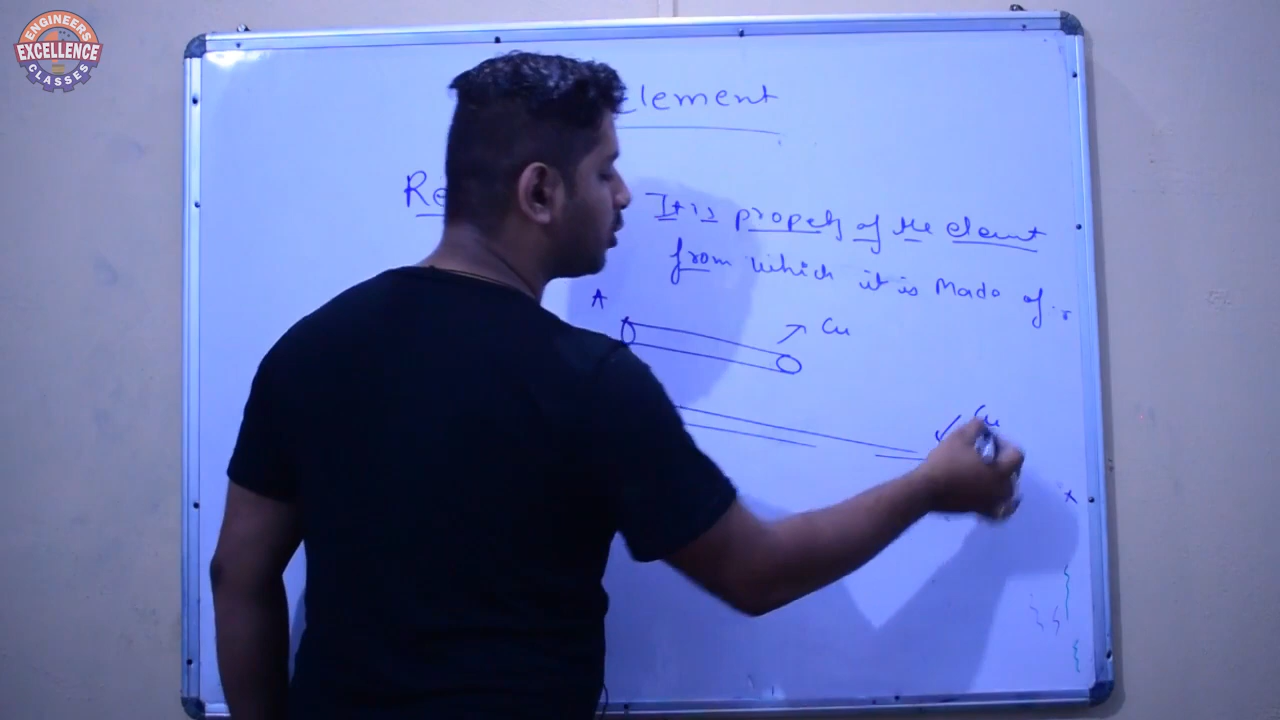 ENGINEERS
EXCELLENCE
CLASSES
Element
Re
It is property of the element
from which it is Made of.
A
Cu
Cu